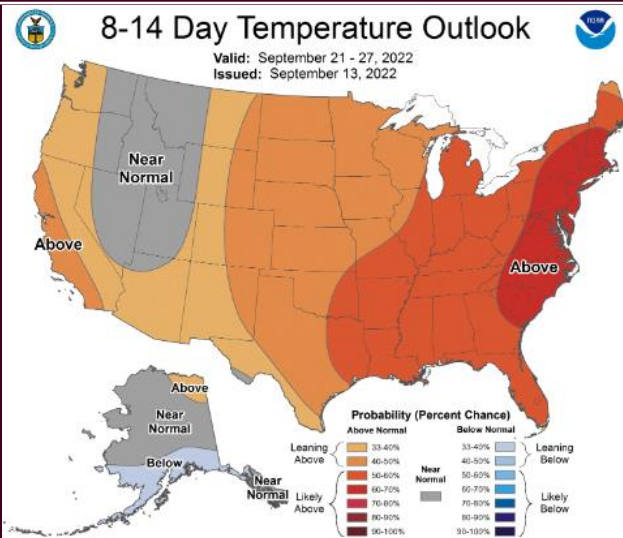 8-14 Day Temperature Outlook
Valid: September 21 - 27, 2022
Issued: September 13, 2022
Near
Normal
Above
Above
Above
Near
Normal
Below
Near
Normal
Probability (Percent Chance)
Above Normal
Below Normal
Leaning
Above
33-40%
40-50%
50-60%
60-70%
70-80%
80-90%
90-100%
Likely
Above
Near
Normal
33-40%
40-50%
50-60%
60-70%
70-80%
80-90%
90-100%
Leaning
Below
Likely
Below